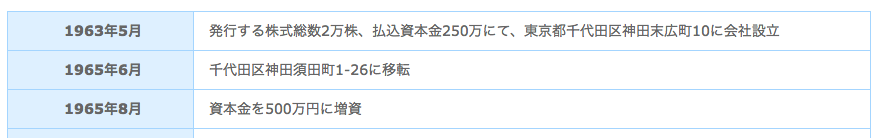 1963年5月 発行する株式総数2万株、払込資本金250万にて、東京都千代田区神田末広町10に会社設立
1965年6月 千代田区神田須田町1-26に移転
1965年8月 資本金を500万円に増資